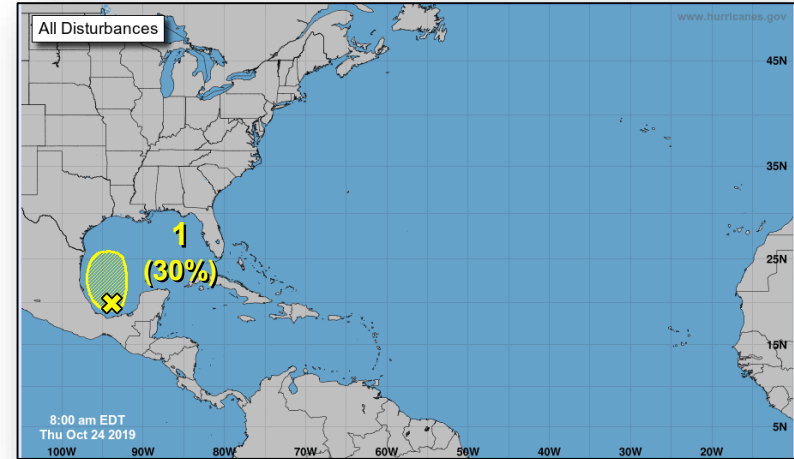 All Disturbances
www.hurricanes.gov
45N
35N
1
25N
(30%)
15N
8:00 am EDT
5N
Thu Oct 24 2019
100W 90W 80W 70W 60W 50W 40W 30W 20W